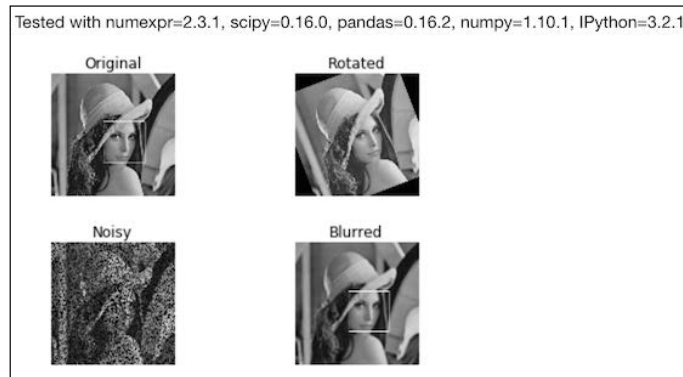 Tested with numexpr=2.3.1, scipy=0.16.0, pandas=0.16.2, numpy=1.10.1, IPython=3.2.1
Original
Rotated
Noisy
Blurred